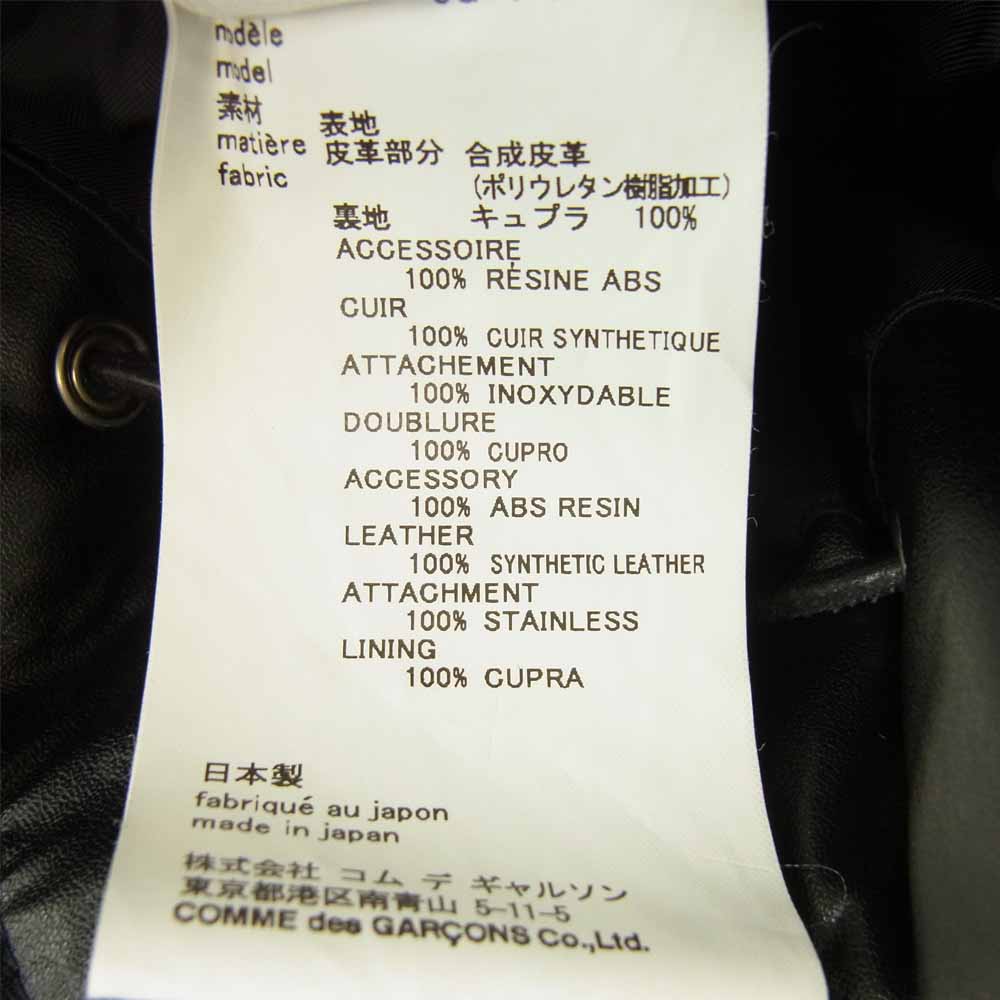 modèle
model
素材 表地
matière 皮革部分 合成皮革
fabric (ポリウレタン樹脂加工)
裏地 キュプラ 100%
ACCESSOIRE
100% RÉSINE ABS
CUIR
100% CUIR SYNTHETIQUE
ATTACHEMENT
100% INOXYDABLE
DOUBLURE
100% CUPRO
ACCESSORY
100% ABS RESIN
LEATHER
100% SYNTHETIC LEATHER
ATTACHMENT
100% STAINLESS
LINING
100% CUPRA
日本製
fabriqué au japon
made in japan
株式会社 コム デ ギャルソン
東京都港区南青山 5-11-5
COMME des GARÇONS Co.,Ltd.